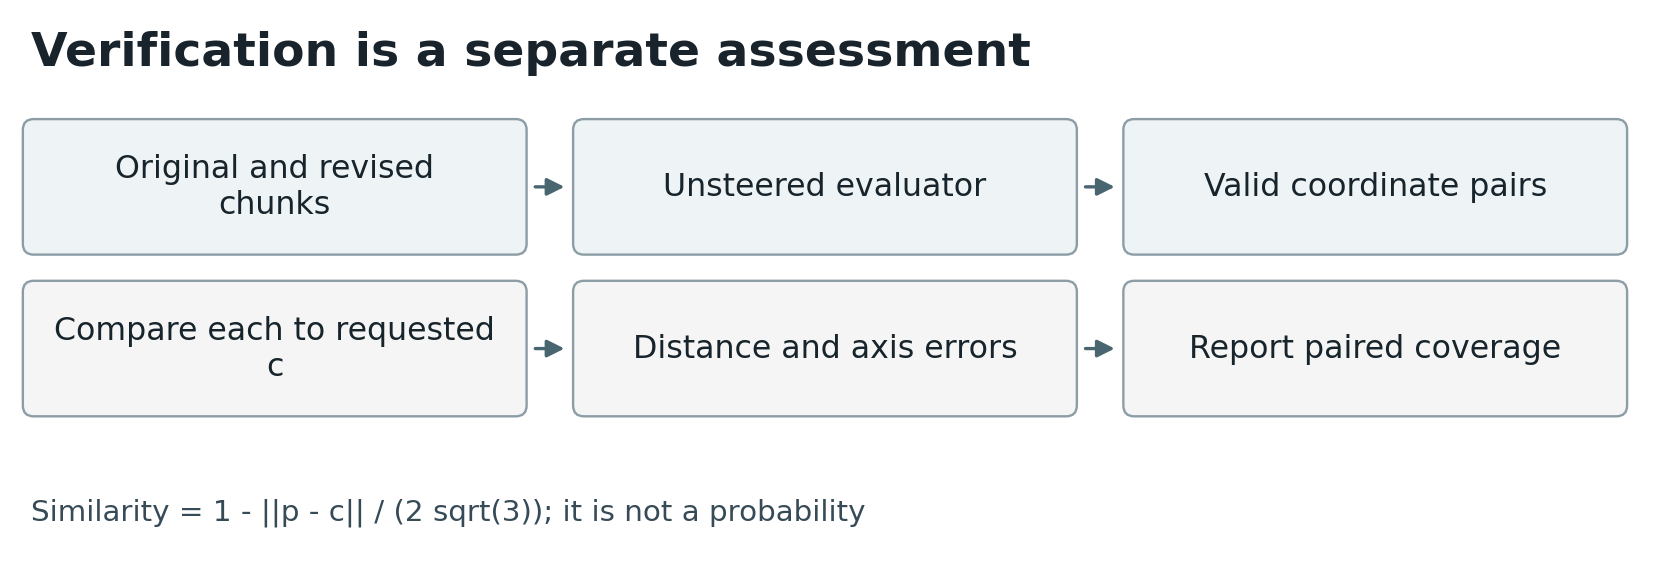 Verification is a separate assessment
Original and revised
chunks
Unsteered evaluator
Valid coordinate pairs
Compare each to requested
c
Distance and axis errors
Report paired coverage
Similarity = 1 - ||p - c|| / (2 sqrt(3)); it is not a probability